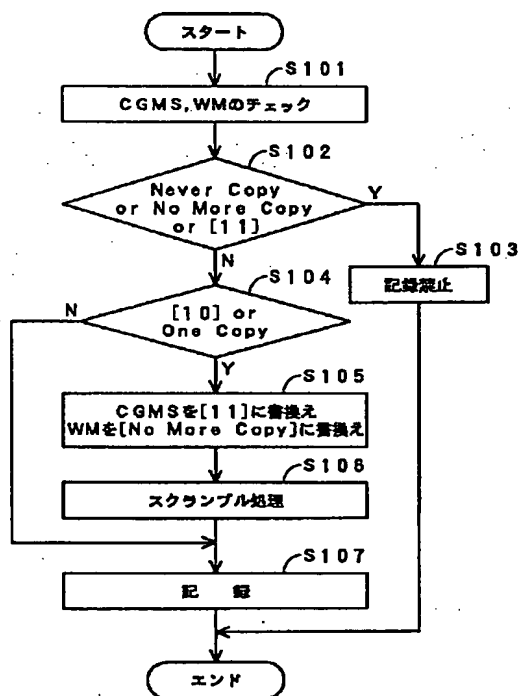 スタート
S101
CGMS,WMのチェック
S102
Never Copy
or No More Copy
or [11]
Y
N
S103
記録禁止
S104
[10] or
One Copy
N
Y
S105
CGMSを[11]に書換え
WMを[No More Copy]に書換え
S106
スクランブル処理
S107
記 録
エンド